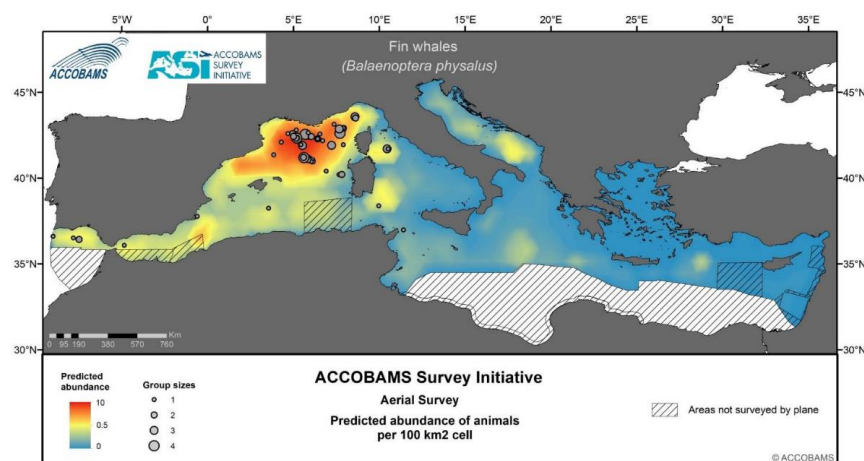 5°W 0° 5°E 10°E 15°E 20°E 25°E 30°E 35°E
Fin whales
(Balaenoptera physalus)
ACCOBAMS
ASI
ACCOBAMS
SURVEY
INITIATIVE
45°N 45°N
40°N 40°N
35°N 35°N
30°N 30°N
Km
0 95 190 380 570 760
Predicted
abundance
10
0.5
0
Group sizes
1
2
3
4
ACCOBAMS Survey Initiative
Aerial Survey
Predicted abundance of animals
per 100 km2 cell
Areas not surveyed by plane
© ACCOBAMS